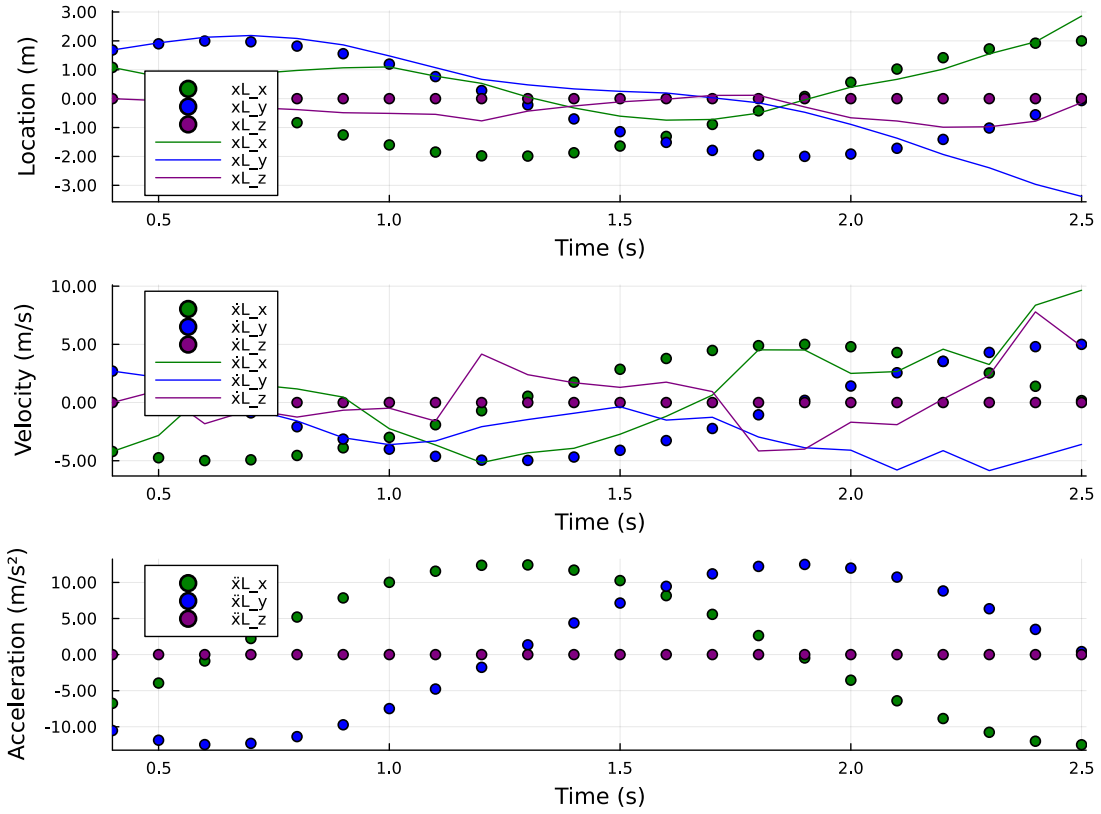 Location (m)
3.00
2.00
1.00
0.00
-1.00
-2.00
-3.00
xL_x
xL_y
xL_z
xL_x
xL_y
xL_z
0.5
1.0
1.5
2.0
2.5
Time (s)
Velocity (m/s)
10.00
5.00
0.00
-5.00
ẋL_x
ẋL_y
ẋL_z
ẋL_x
ẋL_y
ẋL_z
0.5
1.0
1.5
2.0
2.5
Time (s)
Acceleration (m/s²)
10.00
5.00
0.00
-5.00
-10.00
ẍL_x
ẍL_y
ẍL_z
0.5
1.0
1.5
2.0
2.5
Time (s)